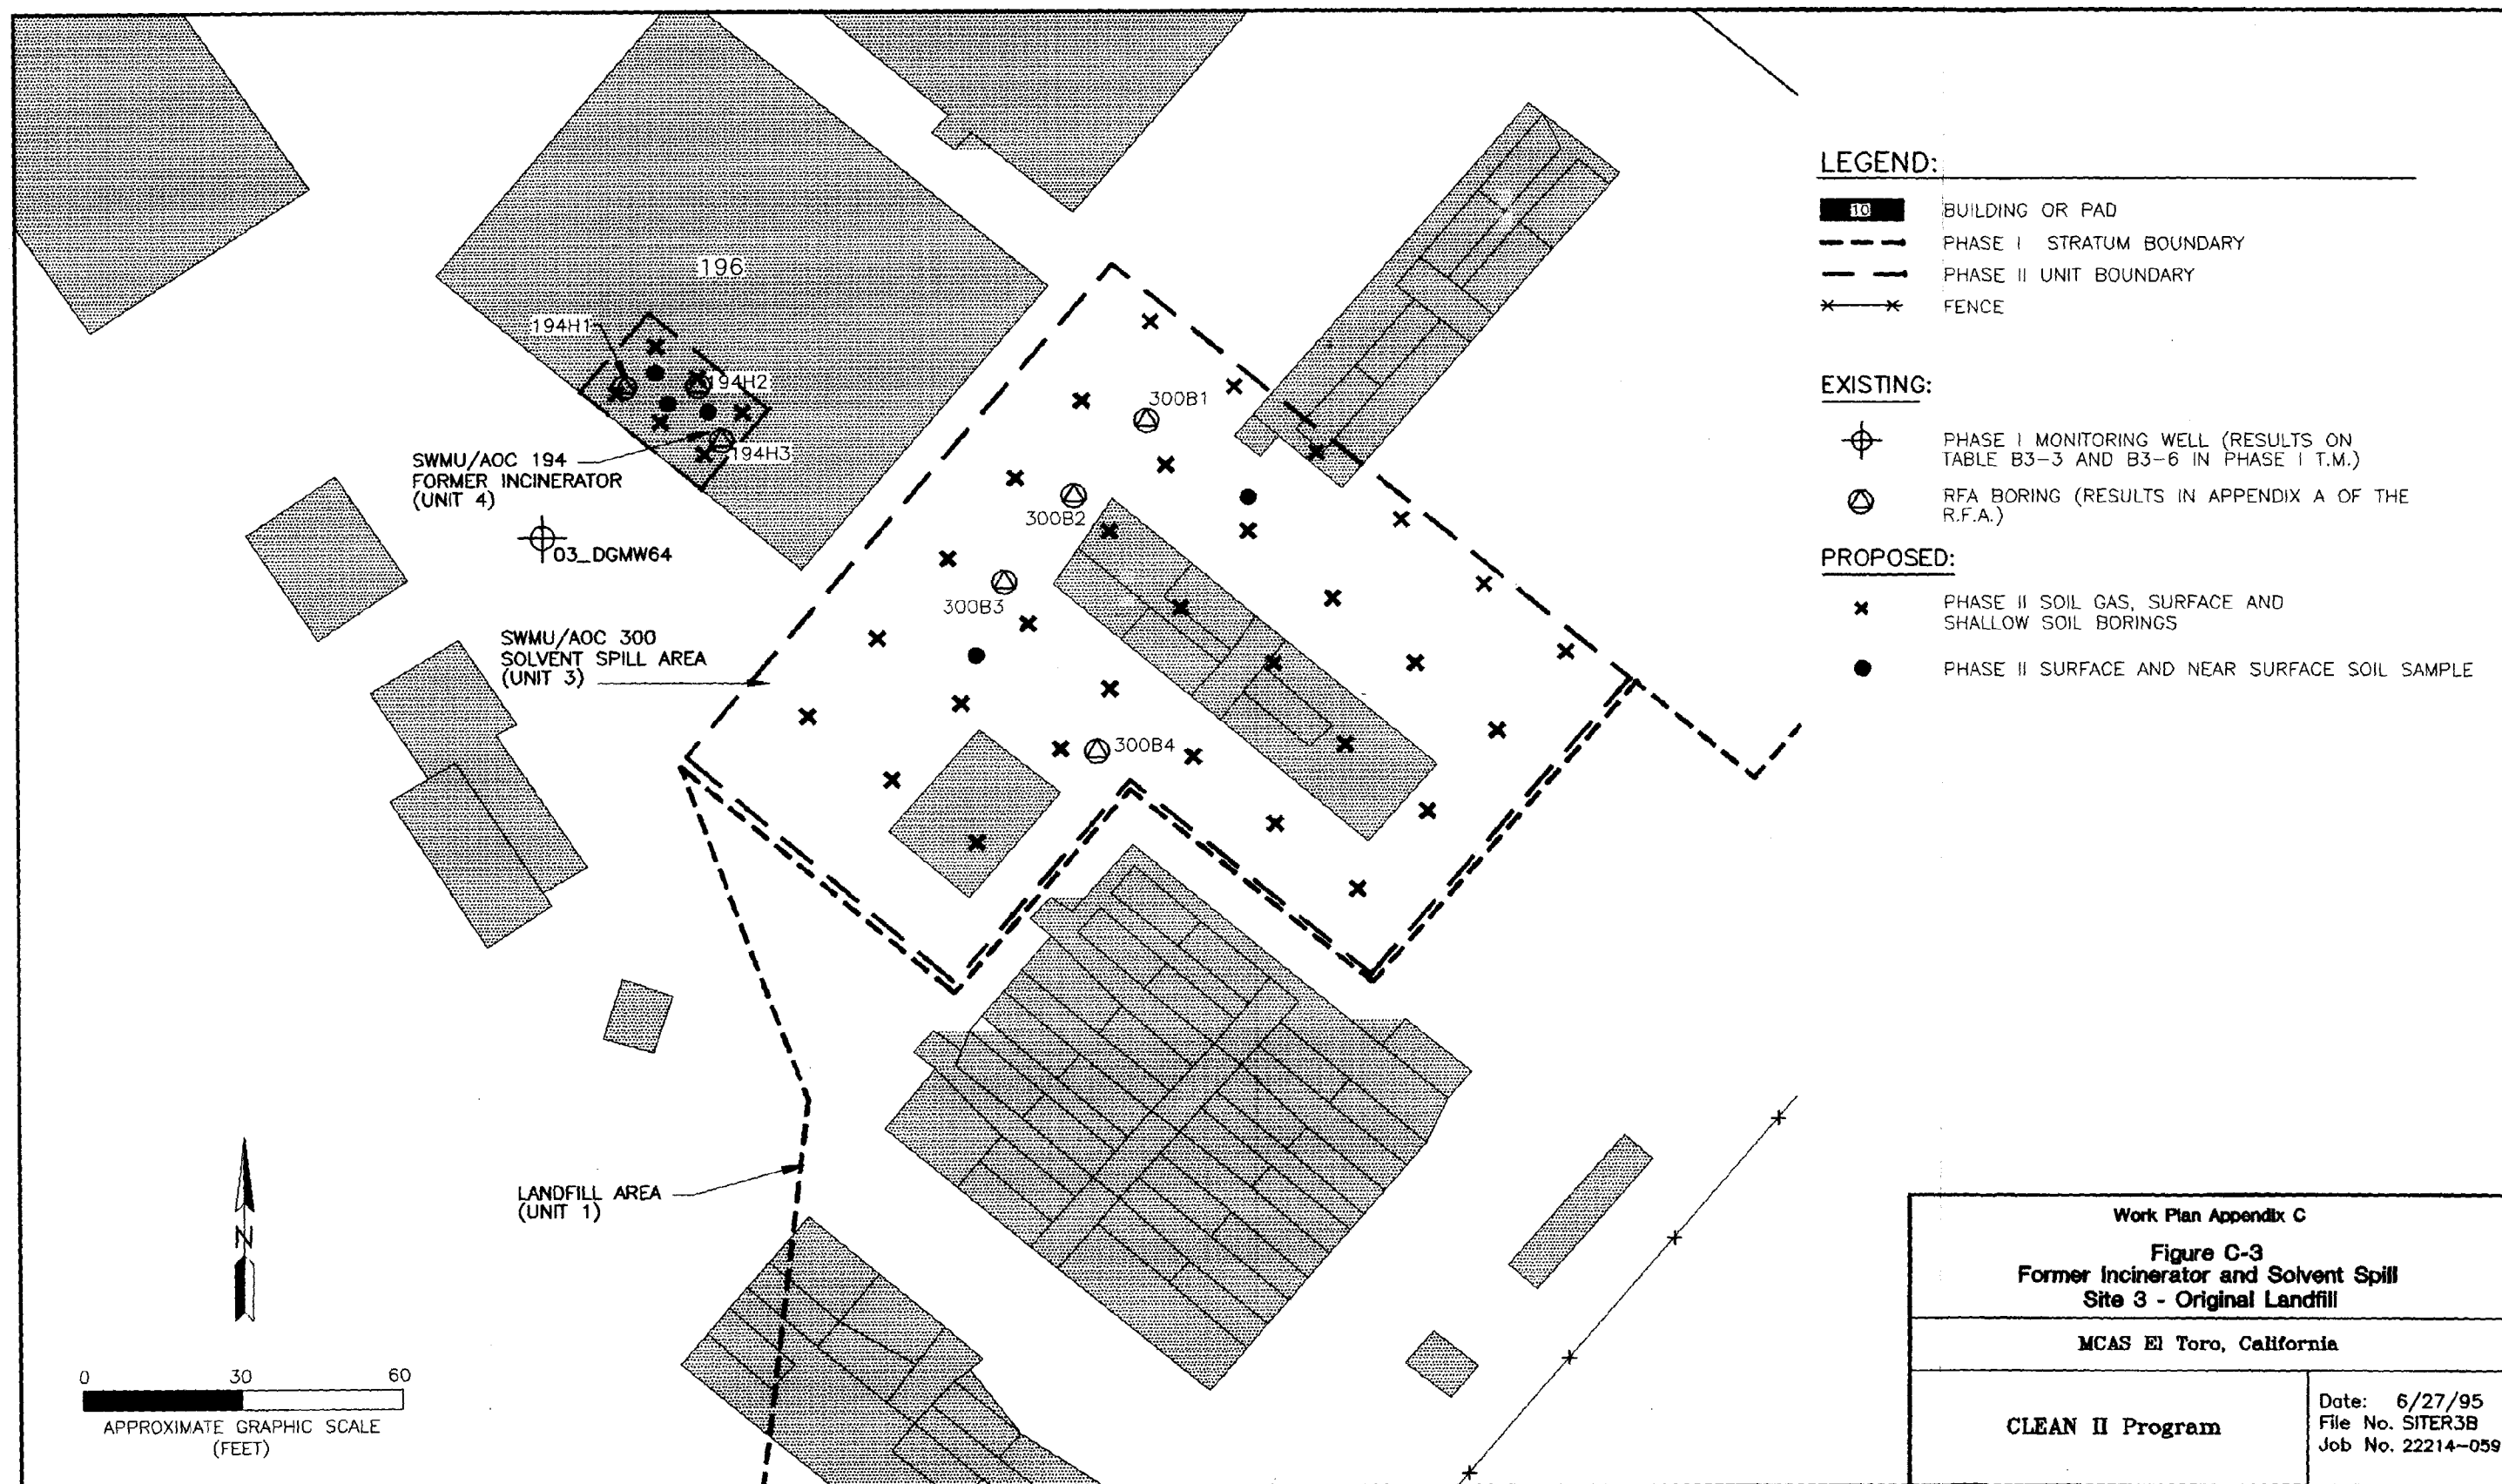 196
194H1
194H2
194H3
SWMU/AOC 194
FORMER INCINERATOR
(UNIT 4)
03_DGMW64
300B1
300B2
300B3
SWMU/AOC 300
SOLVENT SPILL AREA
(UNIT 3)
300B4
LANDFILL AREA
(UNIT 1)
N
0 30 60
APPROXIMATE GRAPHIC SCALE
(FEET)
LEGEND:
10 BUILDING OR PAD
PHASE I STRATUM BOUNDARY
PHASE II UNIT BOUNDARY
FENCE
EXISTING:
PHASE I MONITORING WELL (RESULTS ON
TABLE B3-3 AND B3-6 IN PHASE I T.M.)
RFA BORING (RESULTS IN APPENDIX A OF THE
R.F.A.)
PROPOSED:
PHASE II SOIL GAS, SURFACE AND
SHALLOW SOIL BORINGS
PHASE II SURFACE AND NEAR SURFACE SOIL SAMPLE
Work Plan Appendix C
Figure C-3
Former Incinerator and Solvent Spill
Site 3 - Original Landfill
MCAS El Toro, California
CLEAN II Program
Date: 6/27/95
File No. SITER3B
Job No. 22214-059